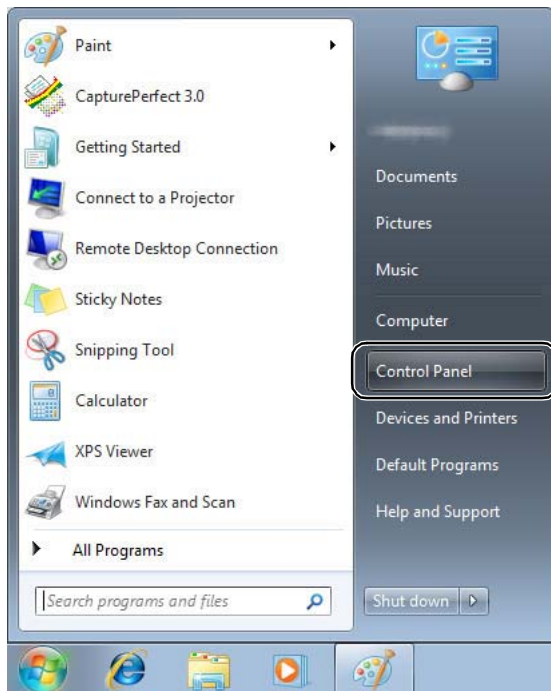 Paint
CapturePerfect 3.0
Getting Started
Connect to a Projector
Remote Desktop Connection
Sticky Notes
Snipping Tool
Calculator
XPS Viewer
Windows Fax and Scan
All Programs
Search programs and files
Documents
Pictures
Music
Computer
Control Panel
Devices and Printers
Default Programs
Help and Support
Shut down